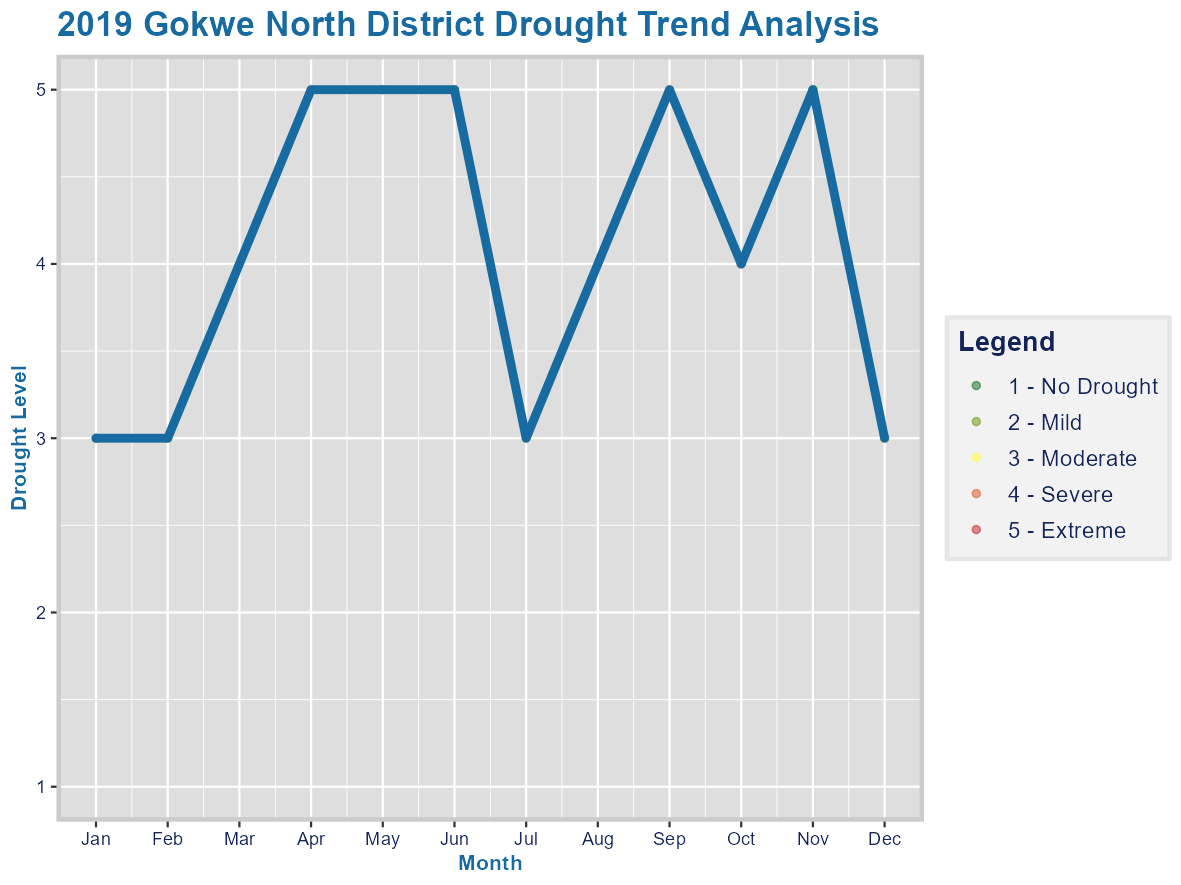 2019 Gokwe North District Drought Trend Analysis
5
4
3
2
1
Drought Level
Jan Feb Mar Apr May Jun Jul Aug Sep Oct Nov Dec
Month
Legend
1 - No Drought
2 - Mild
3 - Moderate
4 - Severe
5 - Extreme